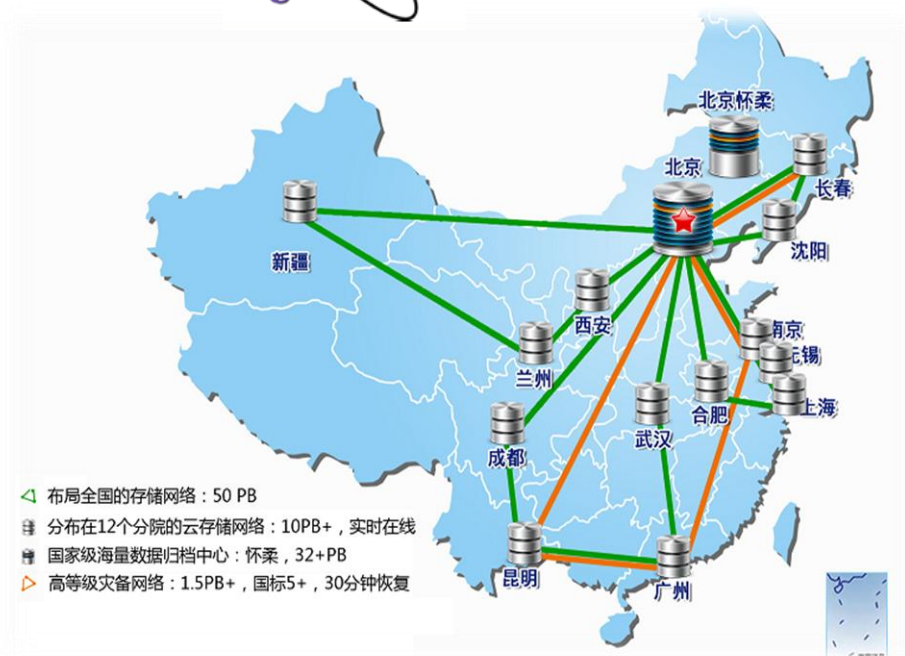 北京怀柔
北京
长春
沈阳
新疆
西安
南京
无锡
兰州
合肥
上海
武汉
成都
昆明
广州
布局全国的存储网络：50 PB
分布在12个分院的云存储网络：10PB+，实时在线
国家级海量数据归档中心：怀柔，32+PB
高等级灾备网络：1.5PB+，国标5+，30分钟恢复